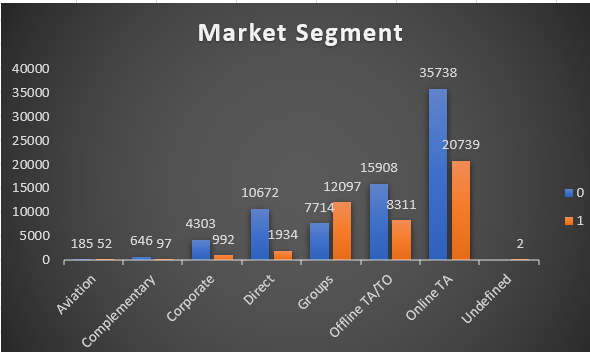 Market Segment
40000
35000
30000
25000
20000
15000
10000
5000
0
185 52
646 97
4303 992
10672 1934
7714 12097
15908 8311
35738 20739
2
Aviation
Complementary
Corporate
Direct
Groups
Offline TA/TO
Online TA
Undefined
0
1